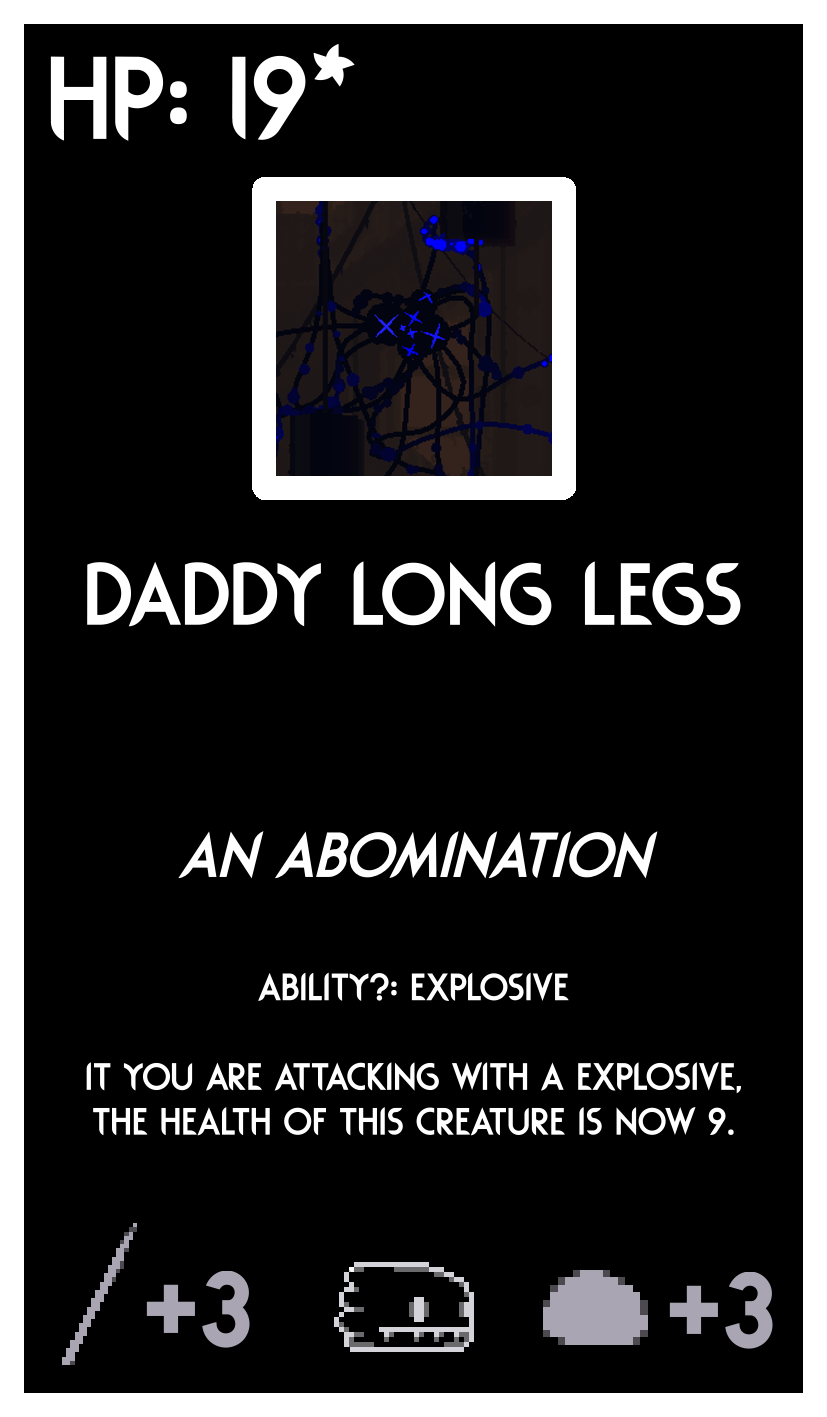 HP: 19*
DADDY LONG LEGS
AN ABOMINATION
ABILITY?: EXPLOSIVE
IT YOU ARE ATTACKING WITH A EXPLOSIVE,
THE HEALTH OF THIS CREATURE IS NOW 9.
+3 +3